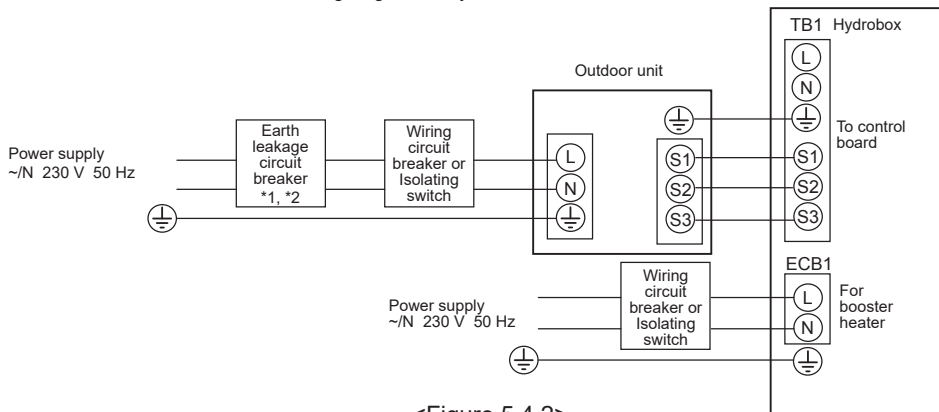 TB1 Hydrobox
L
N
Outdoor unit
To control
board
Earth
leakage
circuit
breaker
*1, *2
Wiring
circuit
breaker or
Isolating
switch
Power supply
~/N 230 V 50 Hz
L
N
S1
S2
S3
S1
S2
S3
ECB1
Wiring
circuit
breaker or
Isolating
switch
Power supply
~/N 230 V 50 Hz
L
N
For
booster
heater